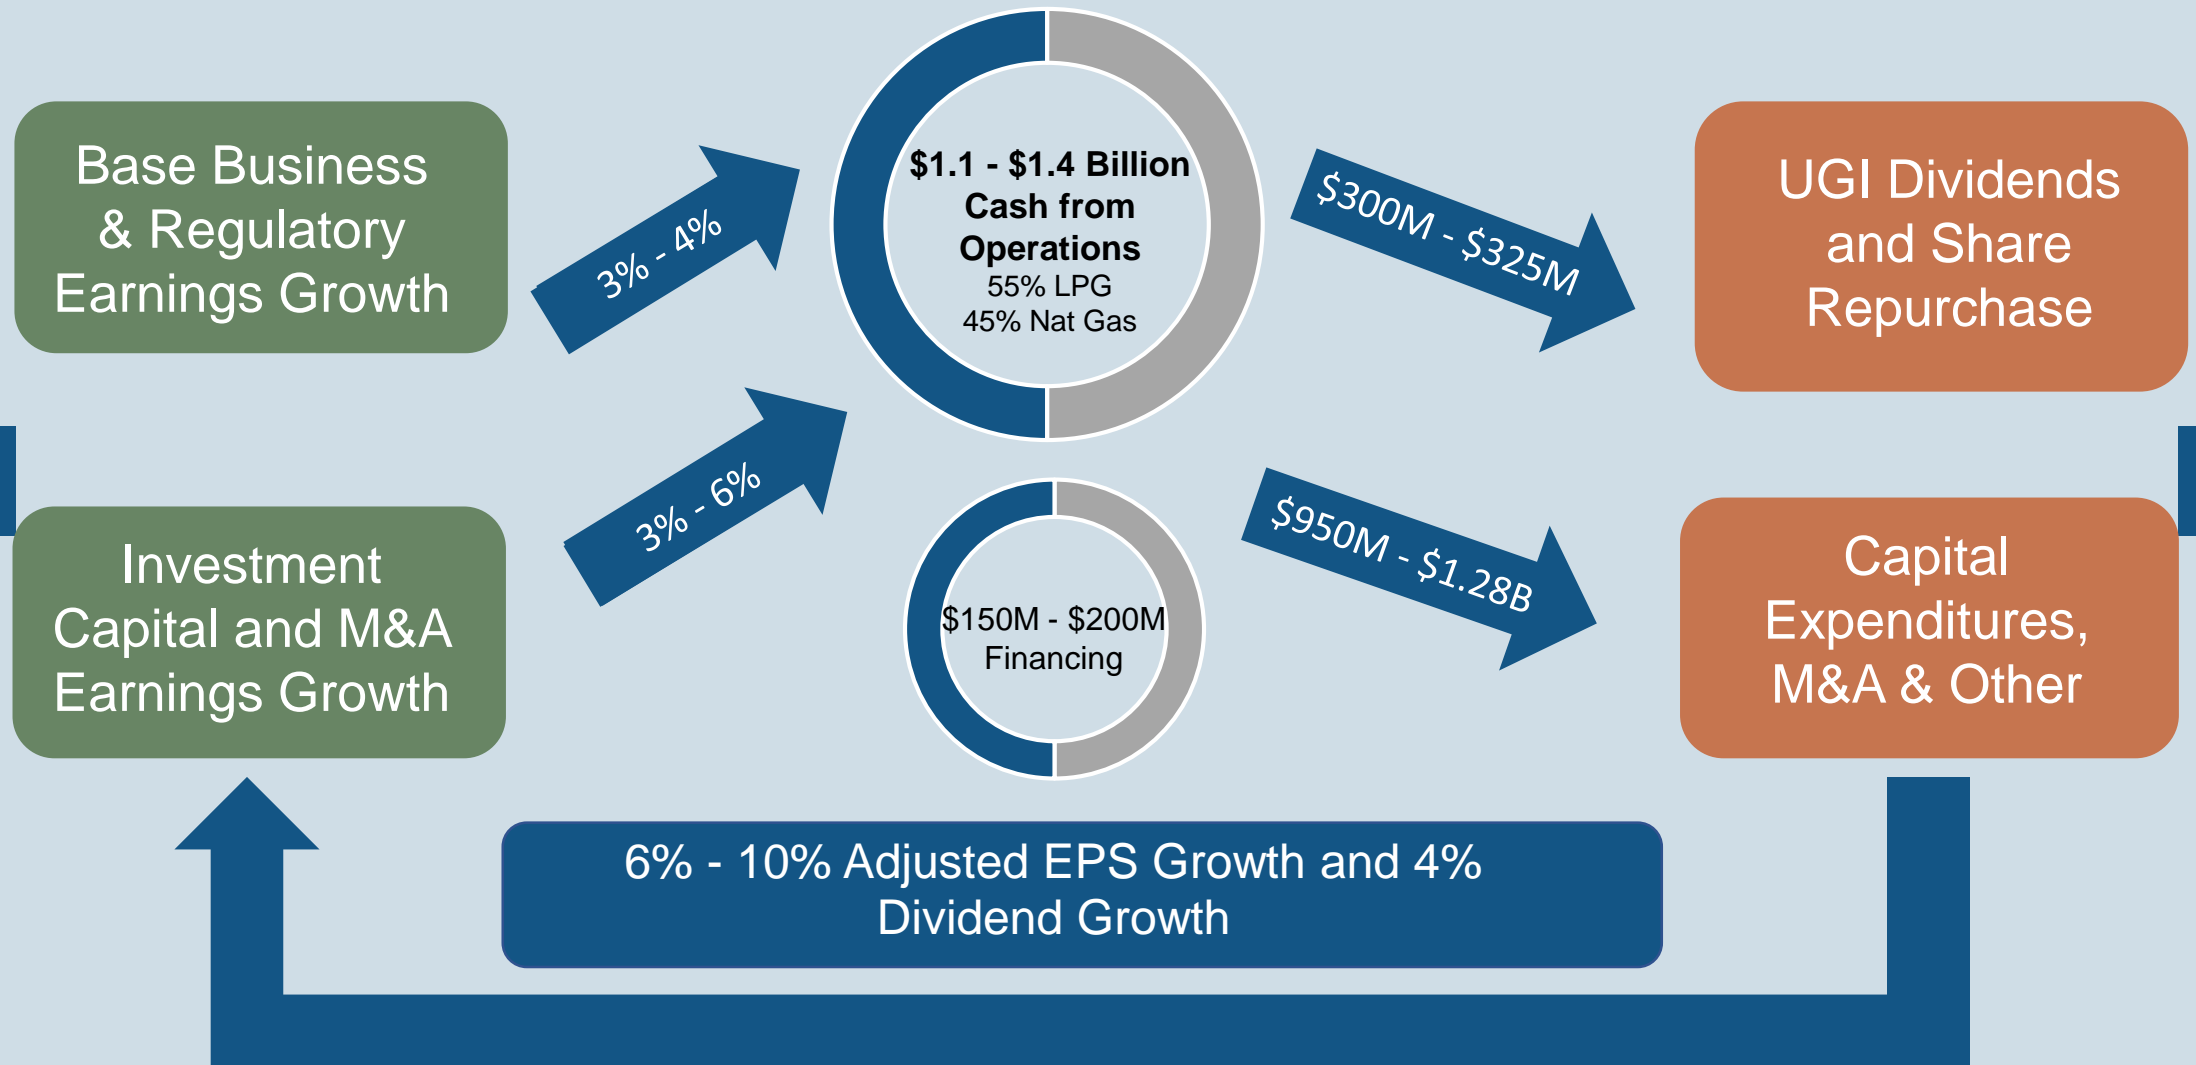 Base Business
& Regulatory
Earnings Growth
3% - 4%
$1.1 - $1.4 Billion
Cash from
Operations
55% LPG
45% Nat Gas
$300M - $325M
UGI Dividends
and Share
Repurchase
Investment
Capital and M&A
Earnings Growth
3% - 6%
$150M - $200M
Financing
$950M - $1.28B
Capital
Expenditures,
M&A & Other
6% - 10% Adjusted EPS Growth and 4%
Dividend Growth